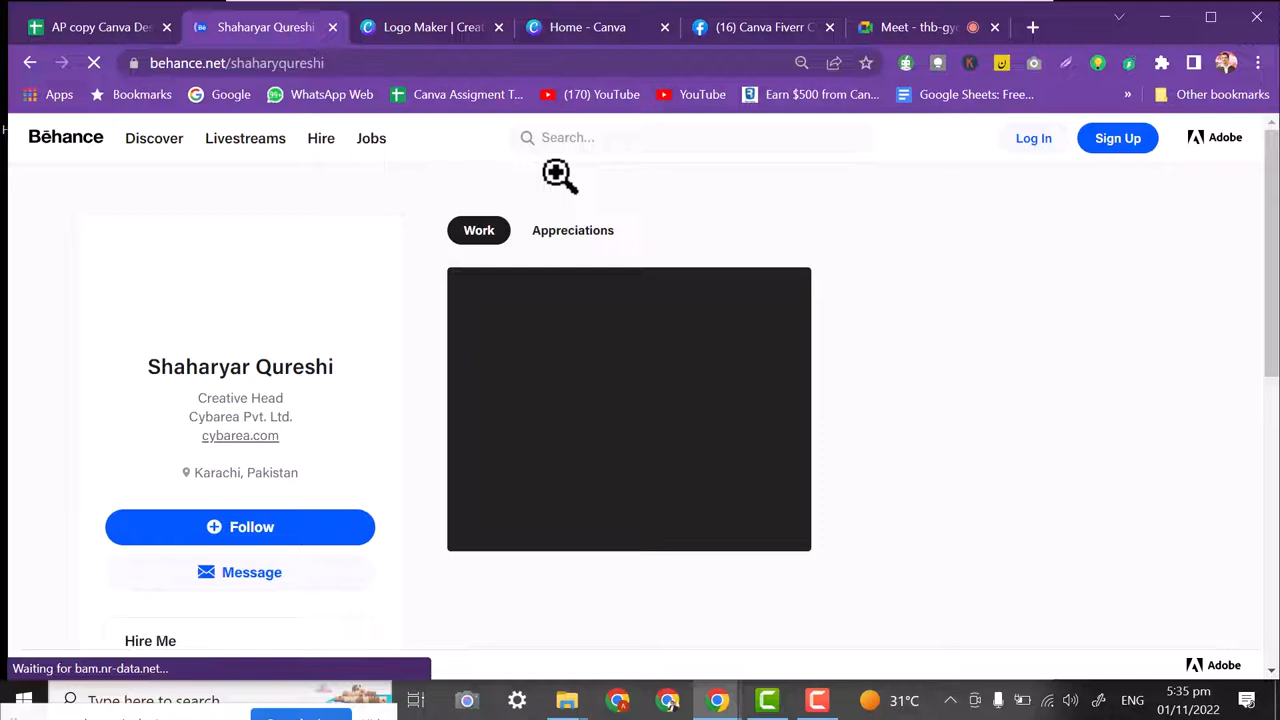 AP copy Canva De
Shaharyar Qureshi
Logo Maker | Creat
Home - Canva
(16) Canva Fiverr C
Meet - thb-gyo
behance.net/shaharyqureshi
Apps
Bookmarks
Google
WhatsApp Web
Canva Assigment T...
(170) YouTube
YouTube
Earn $500 from Can...
Google Sheets: Free...
»
Other bookmarks
Bēhance
Discover
Livestreams
Hire
Jobs
Search...
Log In
Sign Up
Adobe
Work
Appreciations
Shaharyar Qureshi
Creative Head
Cybarea Pvt. Ltd.
cybarea.com
Karachi, Pakistan
Follow
Message
Hire Me
Waiting for bam.nr-data.net...
Adobe
Type here to search
31°C
ENG
5:35 pm
01/11/2022